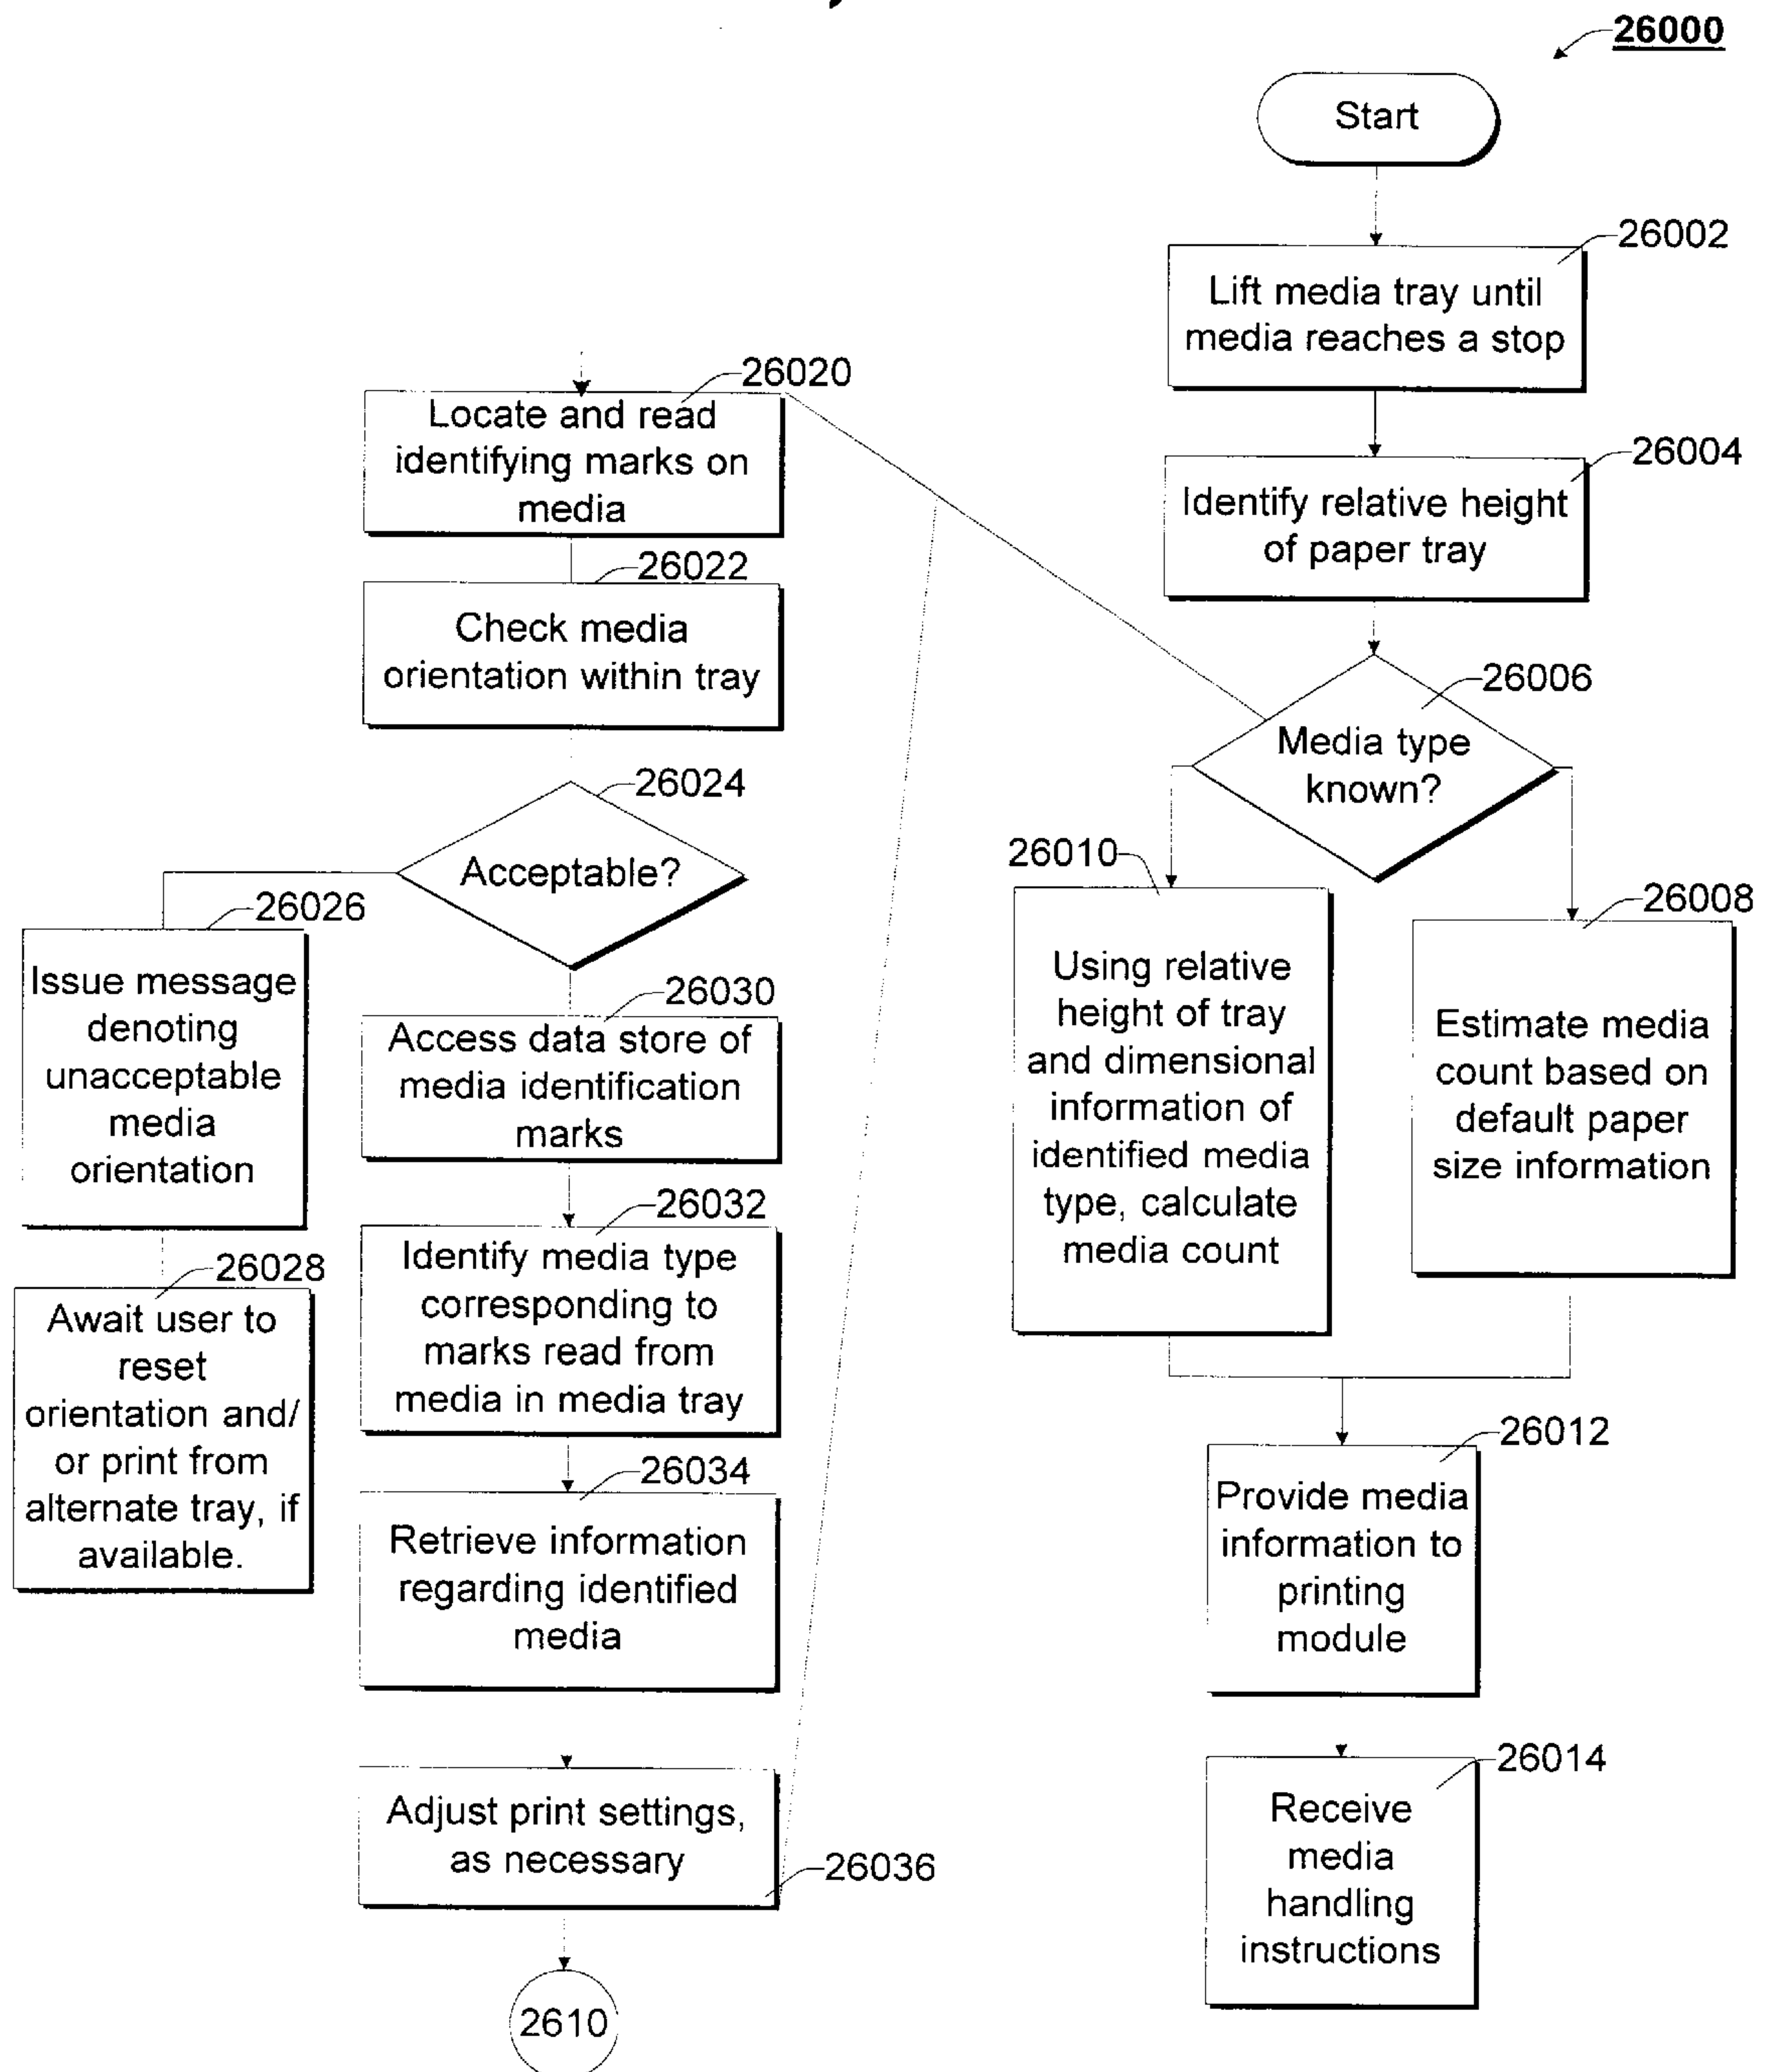 26000
Start
26002
Lift media tray until
media reaches a stop
26004
Identify relative height
of paper tray
26006
Media type
known?
26010
Using relative
height of tray
and dimensional
information of
identified media
type, calculate
media count
26008
Estimate media
count based on
default paper
size information
26012
Provide media
information to
printing
module
26014
Receive
media
handling
instructions
26020
Locate and read
identifying marks on
media
26022
Check media
orientation within tray
26024
Acceptable?
26026
Issue message
denoting
unacceptable
media
orientation
26028
Await user to
reset
orientation and/
or print from
alternate tray, if
available.
26030
Access data store of
media identification
marks
26032
Identify media type
corresponding to
marks read from
media in media tray
26034
Retrieve information
regarding identified
media
Adjust print settings,
as necessary
26036
2610